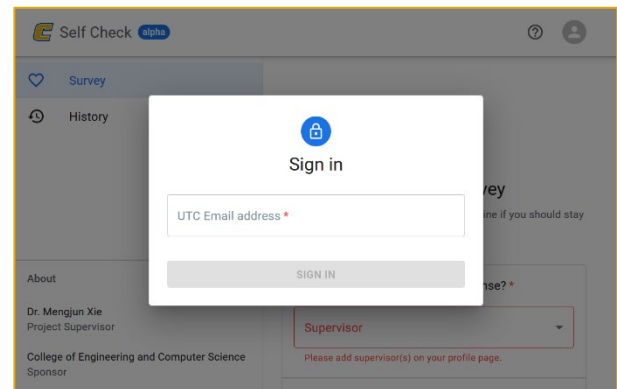 Self Check alpha
Survey
History
Sign in
UTC Email address *
SIGN IN
About
Dr. Mengjun Xie
Project Supervisor
College of Engineering and Computer Science
Sponsor
vey
ine if you should stay
nse? *
Supervisor
Please add supervisor(s) on your profile page.